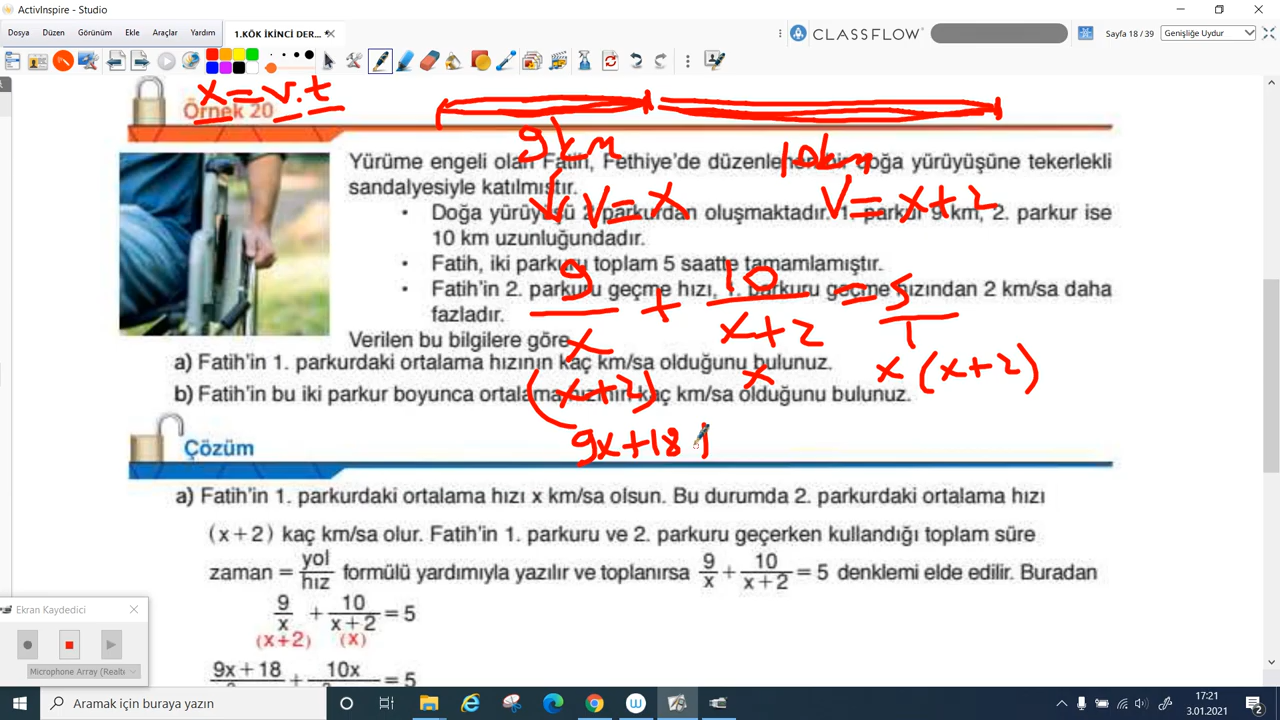 ActivInspire - Studio
Dosya Düzen Görünüm Ekle Araçlar Yardım 1.KÖK İKİNCİ DER... CLASSFLOW Sayfa 18 / 39 Genişliğe Uydur
x = v.t
Örnek 20
9 km 10 km
Yürüme engeli olan Fatih, Fethiye'de düzenlenen bir doğa yürüyüşüne tekerlekli
sandalyesiyle katılmıştır.
V = x V = x+2
• Doğa yürüyüşü 2 parkurdan oluşmaktadır. 1. parkur 9 km, 2. parkur ise
10 km uzunluğundadır.
• Fatih, iki parkuru toplam 5 saatte tamamlamıştır.
• Fatih'in 2. parkuru geçme hızı, 1. parkuru geçme hızından 2 km/sa daha
fazladır.
9/x + 10/x+2 = 5/1
Verilen bu bilgilere göre
a) Fatih'in 1. parkurdaki ortalama hızının kaç km/sa olduğunu bulunuz.
(x+2) x x(x+2)
b) Fatih'in bu iki parkur boyunca ortalama hızının kaç km/sa olduğunu bulunuz.
9x+18
Çözüm
a) Fatih'in 1. parkurdaki ortalama hızı x km/sa olsun. Bu durumda 2. parkurdaki ortalama hızı
(x+2) kaç km/sa olur. Fatih'in 1. parkuru ve 2. parkuru geçerken kullandığı toplam süre
zaman = yol/hız formülü yardımıyla yazılır ve toplanırsa 9/x + 10/x+2 = 5 denklemi elde edilir. Buradan
9/x + 10/x+2 = 5
(x+2) (x)
9x+18 + 10x = 5
Ekran Kaydedici
Microphone Array (Realte
Aramak için buraya yazın
17:21
3.01.2021
2